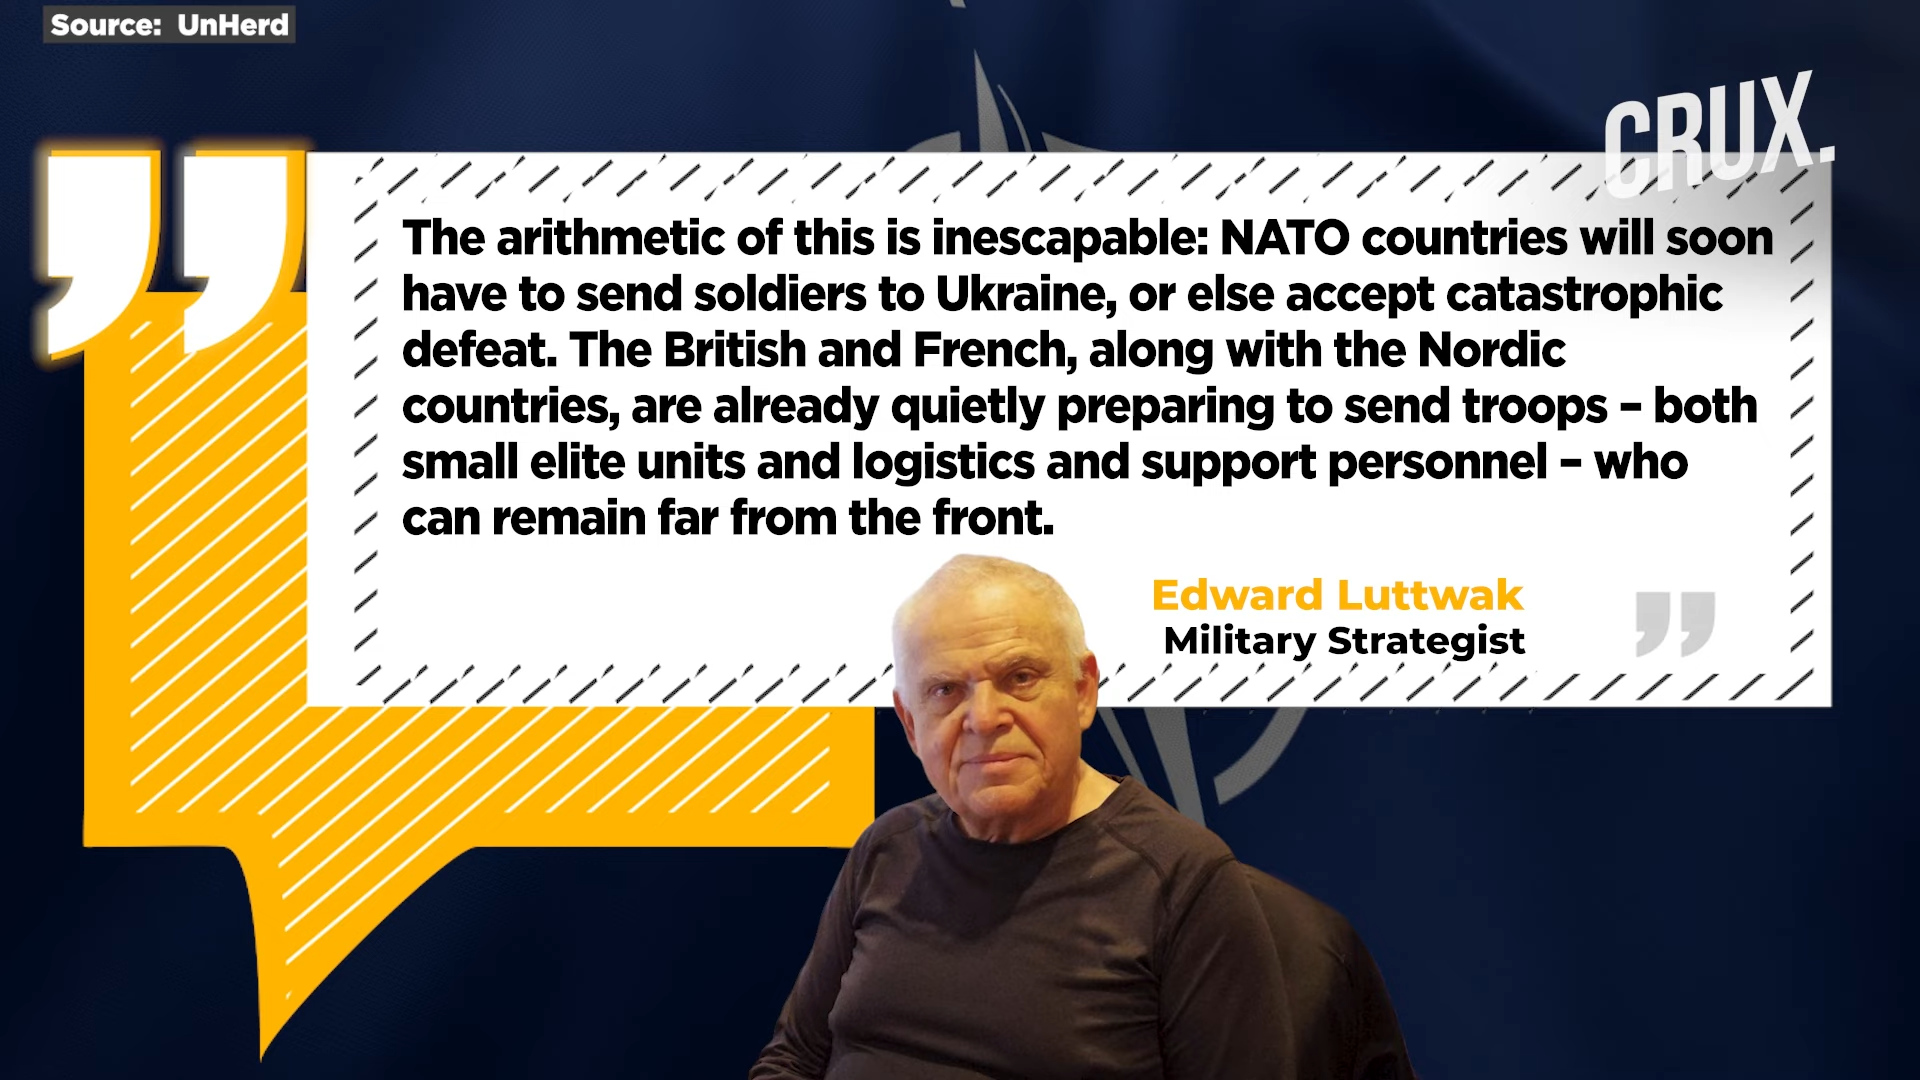 Source: UnHerd
CRUX.
The arithmetic of this is inescapable: NATO countries will soon
have to send soldiers to Ukraine, or else accept catastrophic
defeat. The British and French, along with the Nordic
countries, are already quietly preparing to send troops – both
small elite units and logistics and support personnel – who
can remain far from the front.
Edward Luttwak
Military Strategist